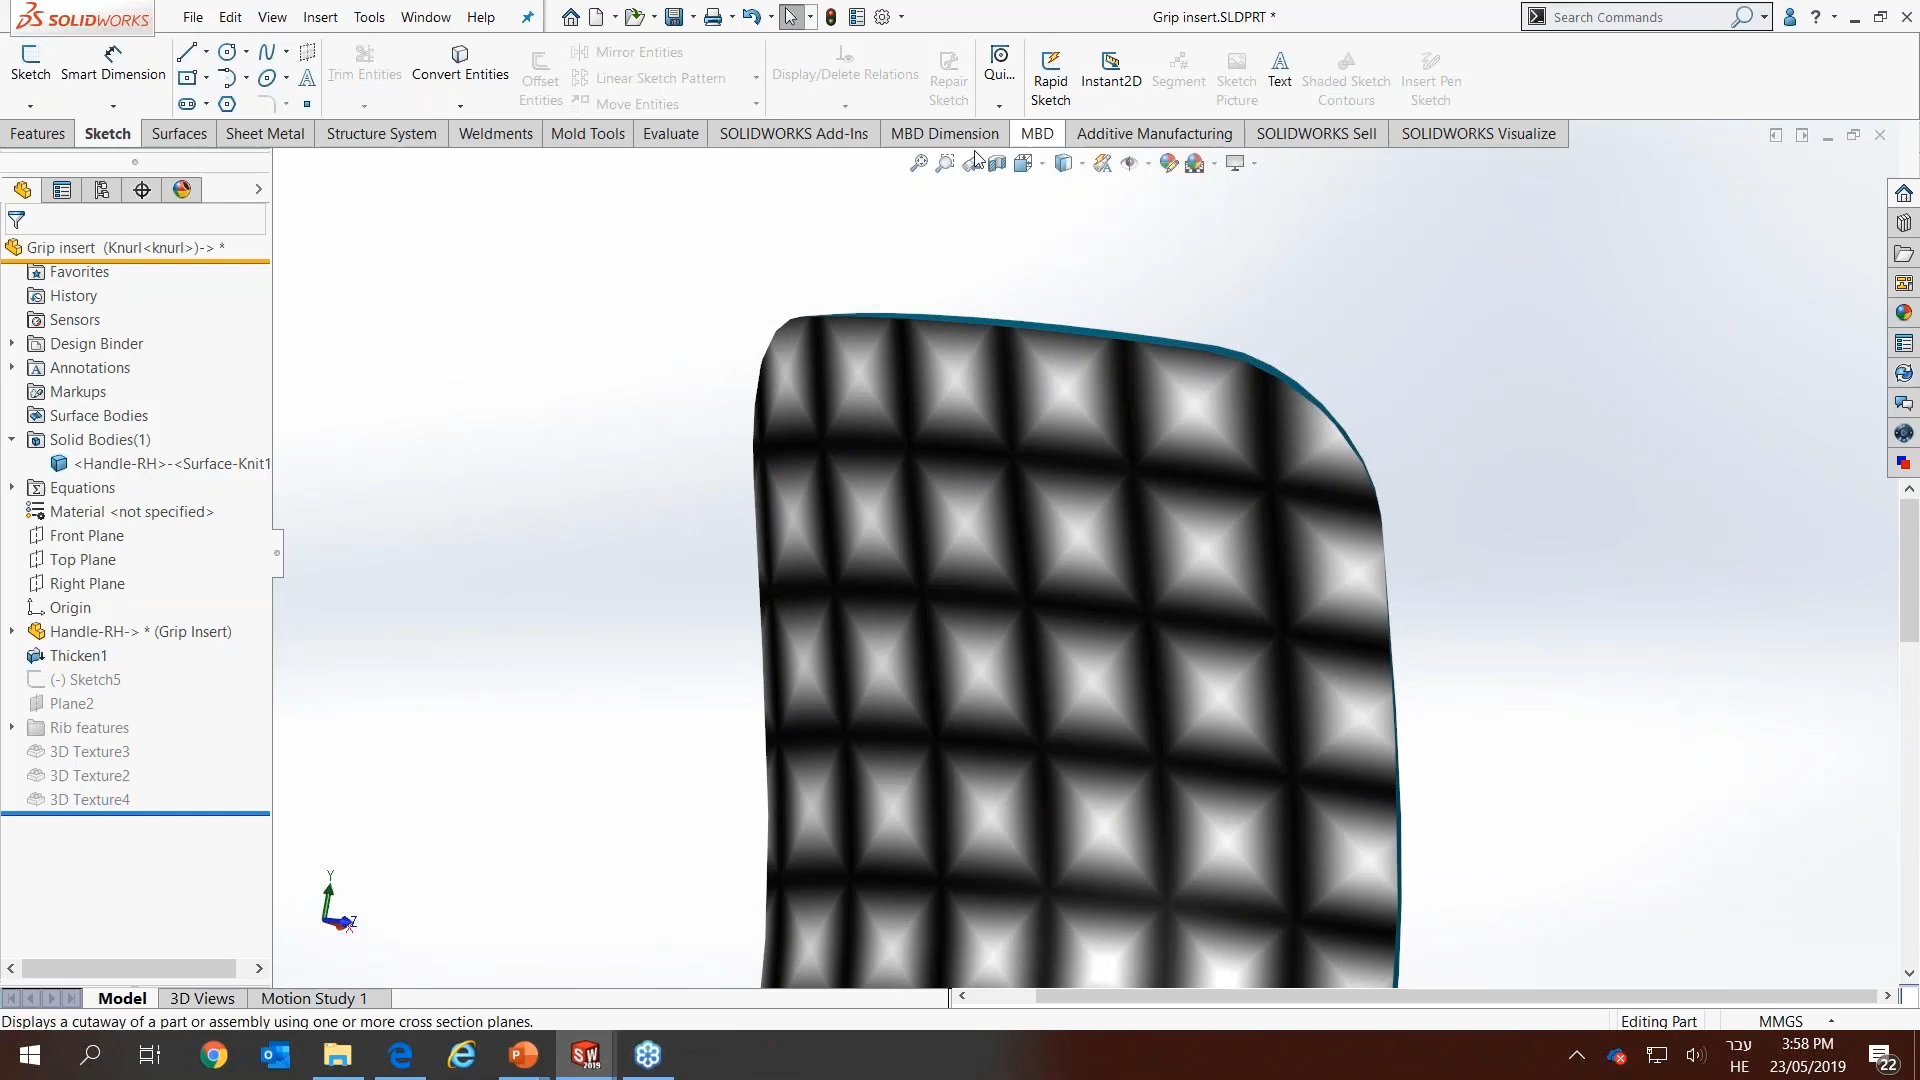 SOLIDWORKS
File Edit View Insert Tools Window Help
Grip insert.SLDPRT *
Search Commands
?
Sketch
Smart Dimension
Trim Entities
Convert Entities
Offset
Entities
Mirror Entities
Linear Sketch Pattern
Move Entities
Display/Delete Relations
Repair
Sketch
Qui...
Rapid
Sketch
Instant2D
Segment
Sketch
Picture
Text
Shaded Sketch
Contours
Insert Pen
Sketch
Features Sketch Surfaces Sheet Metal Structure System Weldments Mold Tools Evaluate SOLIDWORKS Add-Ins MBD Dimension MBD Additive Manufacturing SOLIDWORKS Sell SOLIDWORKS Visualize
Grip insert (Knurl<knurl>)-> *
Favorites
History
Sensors
Design Binder
Annotations
Markups
Surface Bodies
Solid Bodies(1)
<Handle-RH>-<Surface-Knit1
Equations
Material <not specified>
Front Plane
Top Plane
Right Plane
Origin
Handle-RH-> * (Grip Insert)
Thicken1
(-) Sketch5
Plane2
Rib features
3D Texture3
3D Texture2
3D Texture4
Y
Z
X
Model 3D Views Motion Study 1
Displays a cutaway of a part or assembly using one or more cross section planes.
Editing Part
MMGS
SW
2019
עבר
HE
3:58 PM
23/05/2019
22